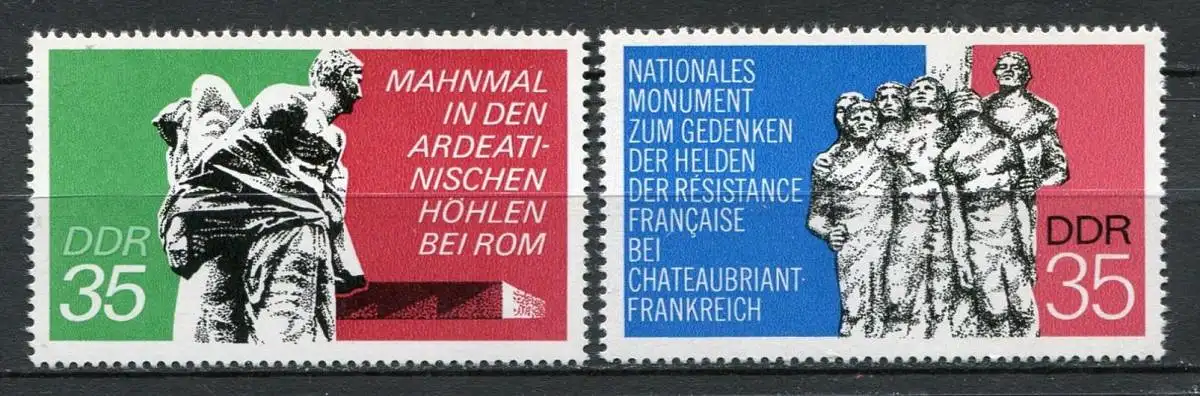 MAHNMAL
IN DEN
ARDEATI-
NISCHEN
HÖHLEN
BEI ROM
DDR
35
NATIONALES
MONUMENT
ZUM GEDENKEN
DER HELDEN
DER RÉSISTANCE
FRANÇAISE
BEI
CHATEAUBRIANT-
FRANKREICH
DDR
35